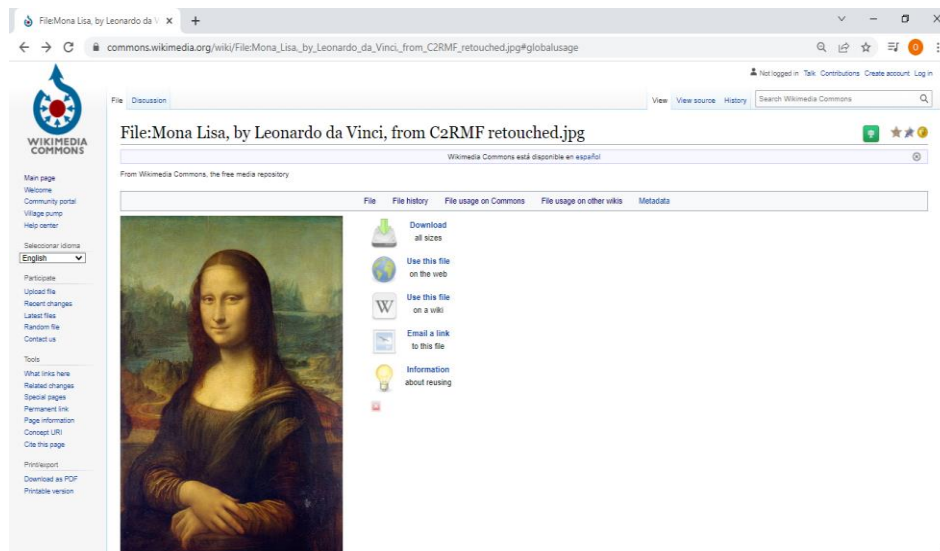 File:Mona Lisa, by Leonardo da V
commons.wikimedia.org/wiki/File:Mona_Lisa,_by_Leonardo_da_Vinci,_from_C2RMF_retouched.jpg#globalusage
O
Not logged in Talk Contributions Create account Log in
File Discussion View View source History Search Wikimedia Commons
WIKIMEDIA
COMMONS
File:Mona Lisa, by Leonardo da Vinci, from C2RMF retouched.jpg
Wikimedia Commons está disponible en español
From Wikimedia Commons, the free media repository
File File history File usage on Commons File usage on other wikis Metadata
Main page
Welcome
Community portal
Village pump
Help center
Seleccionar idioma
English
Participate
Upload file
Recent changes
Latest files
Random file
Contact us
Tools
What links here
Related changes
Special pages
Permanent link
Page information
Concept URI
Cite this page
Print/export
Download as PDF
Printable version
Download
all sizes
Use this file
on the web
W
Use this file
on a wiki
Email a link
to this file
Information
about reusing